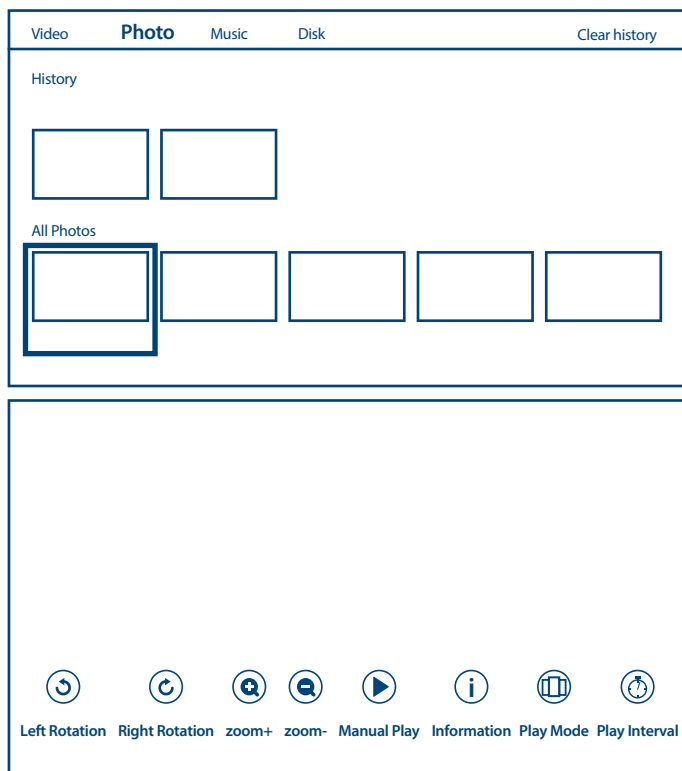 Video Photo Music Disk Clear history
History
All Photos
Left Rotation Right Rotation zoom+ zoom- Manual Play Information Play Mode Play Interval